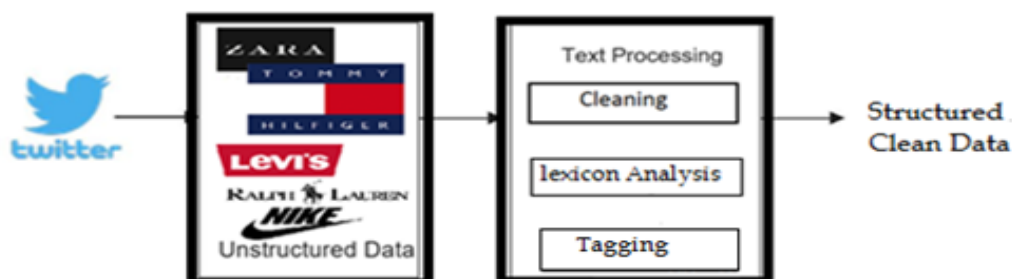 twitter
ZARA
TOMMY
HILFIGER
LEVI'S
RALPH LAUREN
NIKE
Unstructured Data
Text Processing
Cleaning
lexicon Analysis
Tagging
Structured
Clean Data